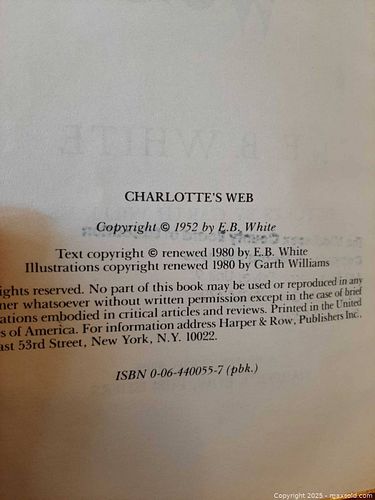 CHARLOTTE'S WEB
Copyright © 1952 by E.B. White
Text copyright © renewed 1980 by E.B. White
Illustrations copyright renewed 1980 by Garth Williams
ights reserved. No part of this book may be used or reproduced in any
ner whatsoever without written permission except in the case of brief
ations embodied in critical articles and reviews. Printed in the United
s of America. For information address Harper & Row, Publishers Inc.
ast 53rd Street, New York, N.Y. 10022.
ISBN 0-06-440055-7 (pbk.)
Copyright 2025 - maxsold.com